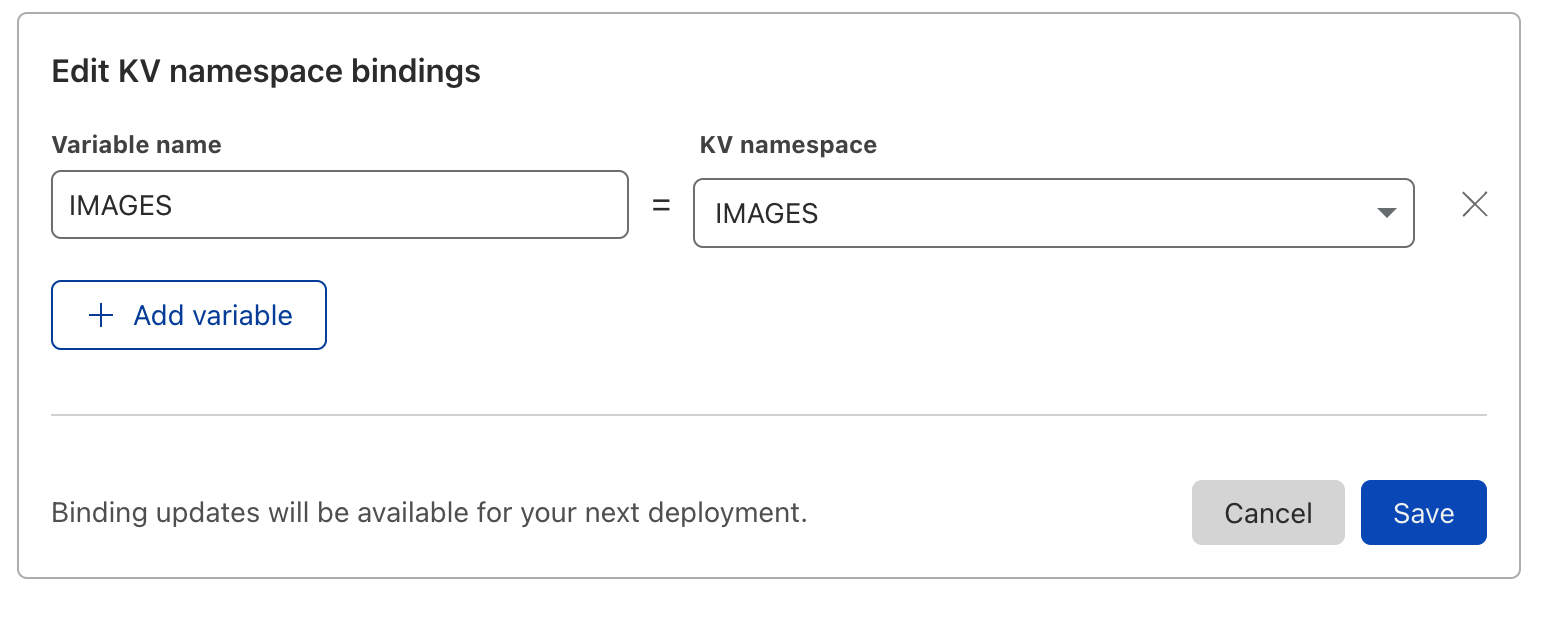 Edit KV namespace bindings
Variable name
KV namespace
IMAGES
=
IMAGES
Add variable
Binding updates will be available for your next deployment.
Cancel
Save